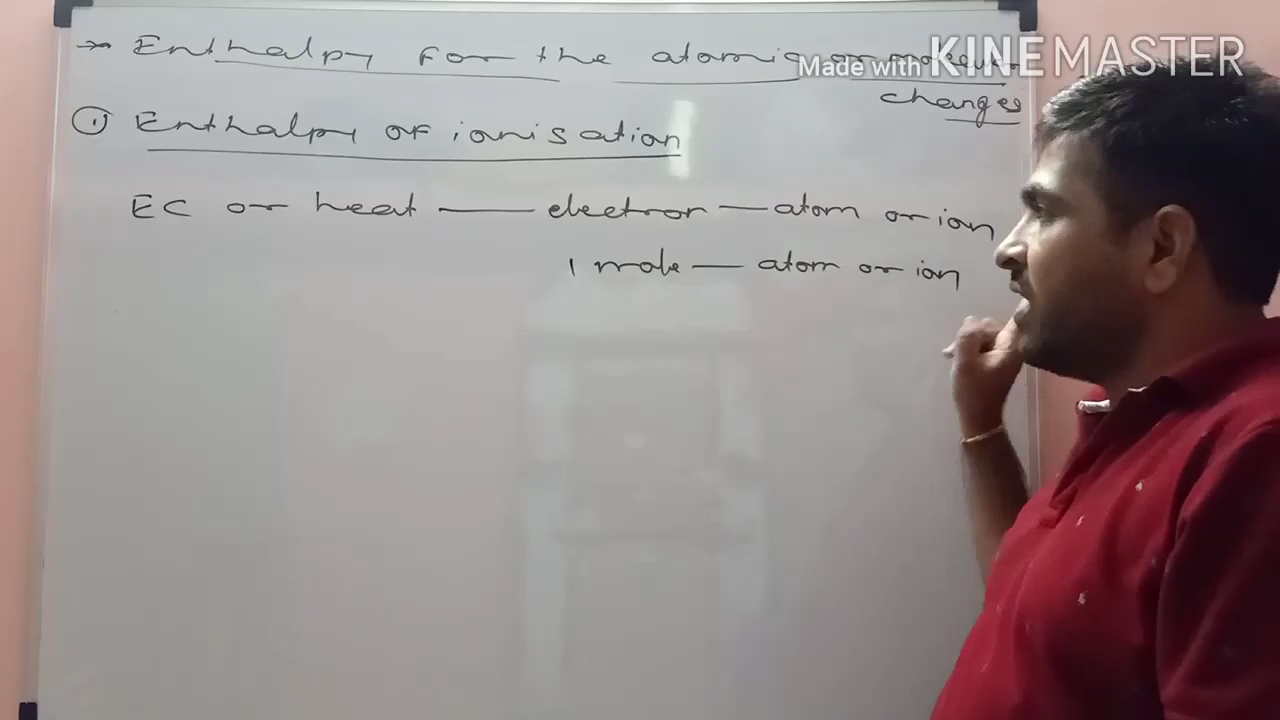 → Enthalpy for the atomic or
Made with KINEMASTER
changes
① Enthalpy of ionisation
EC or heat — electron — atom or ion
1 mole — atom or ion